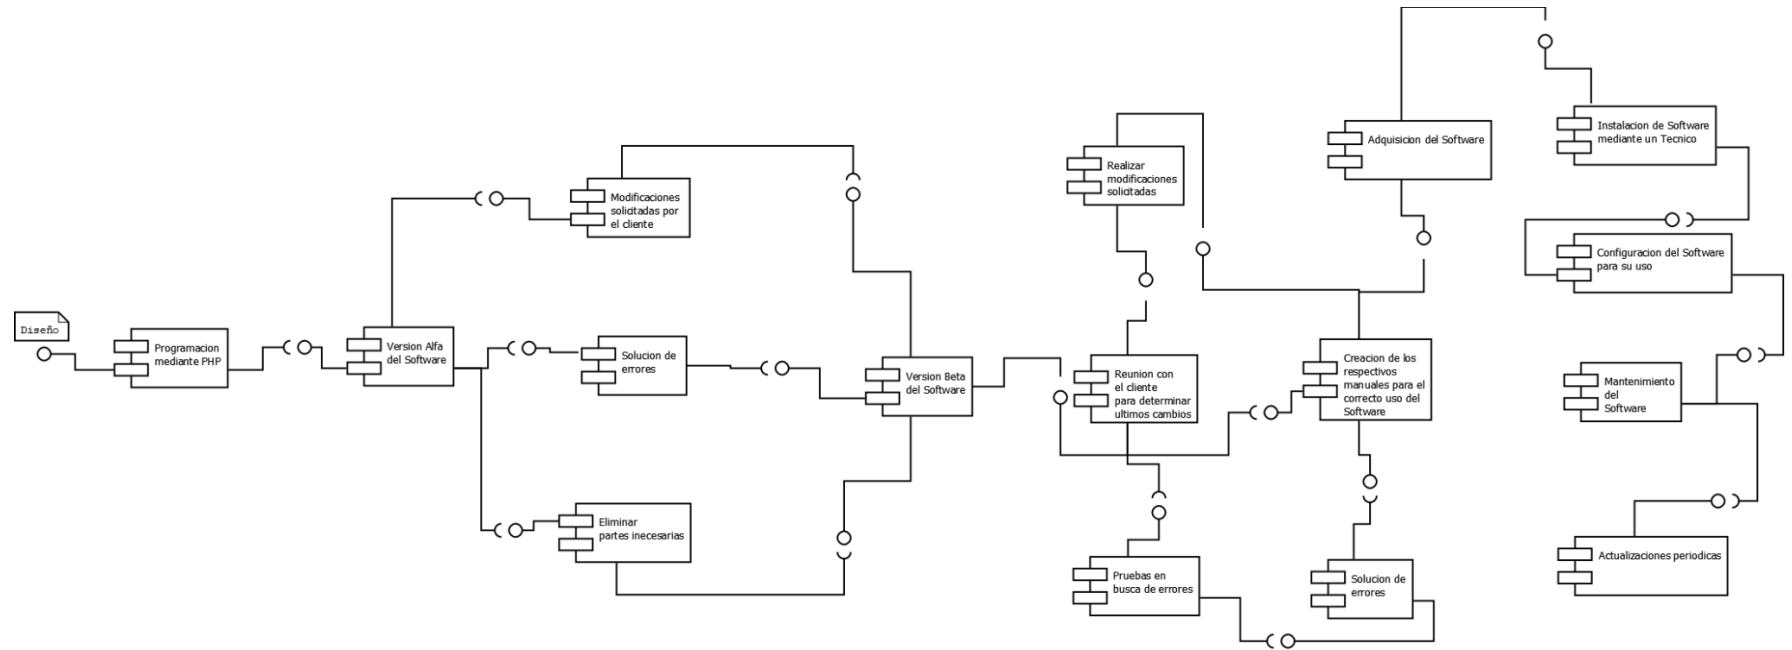 Diseño
Programacion
mediante PHP
Version Alfa
del Software
Modificaciones
solicitadas por
el cliente
Solucion de
errores
Eliminar
partes inecesarias
Version Beta
del Software
Realizar
modificaciones
solicitadas
Reunion con
el cliente
para determinar
ultimos cambios
Pruebas en
busca de errores
Creacion de los
respectivos
manuales para el
correcto uso del
Software
Solucion de
errores
Adquisicion del Software
Instalacion de Software
mediante un Tecnico
Configuracion del Software
para su uso
Mantenimiento
del
Software
Actualizaciones periodicas